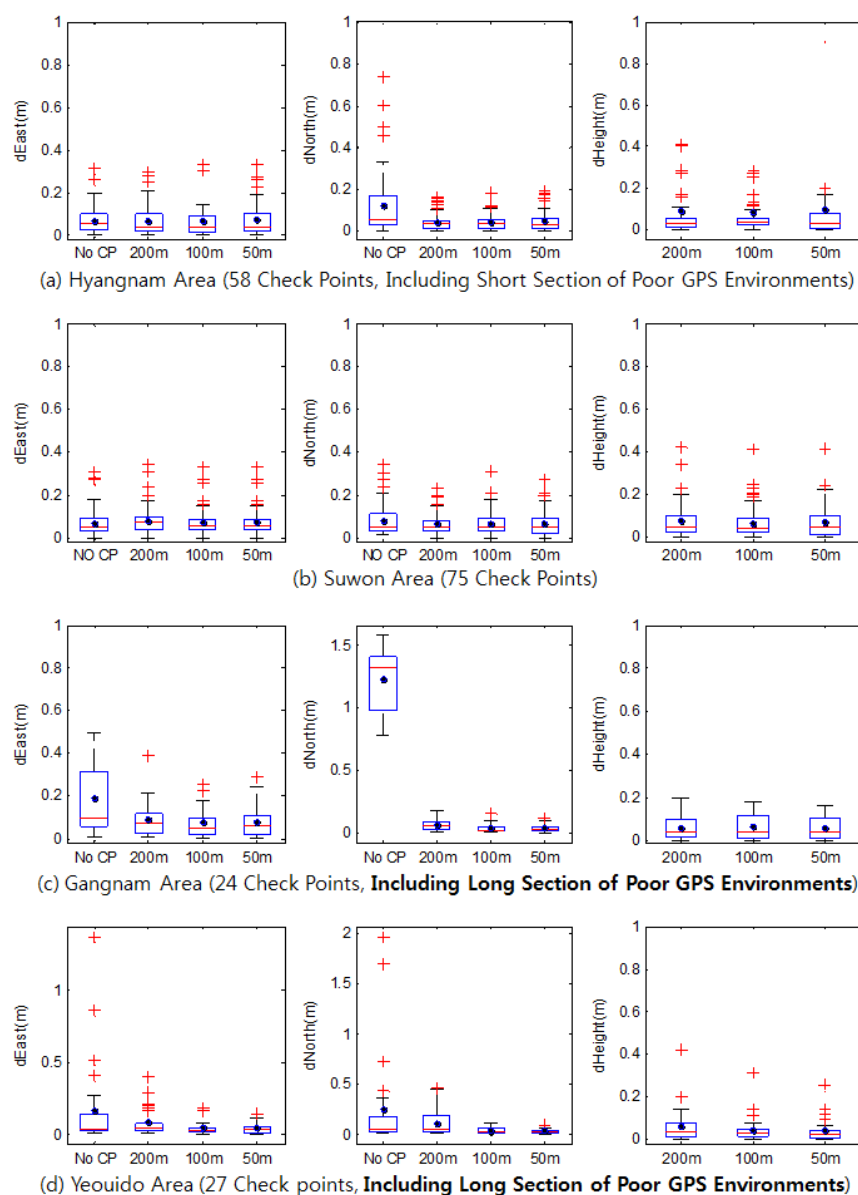 1
0.8
0.6
0.4
0.2
0
dEast(m)
No CP 200m 100m 50m
1
0.8
0.6
0.4
0.2
0
dNorth(m)
No CP 200m 100m 50m
1
0.8
0.6
0.4
0.2
0
dHeight(m)
200m 100m 50m
(a) Hyangnam Area (58 Check Points, Including Short Section of Poor GPS Environments)
1
0.8
0.6
0.4
0.2
0
dEast(m)
NO CP 200m 100m 50m
1
0.8
0.6
0.4
0.2
0
dNorth(m)
NO CP 200m 100m 50m
1
0.8
0.6
0.4
0.2
0
dHeight(m)
200m 100m 50m
(b) Suwon Area (75 Check Points)
1
0.8
0.6
0.4
0.2
0
dEast(m)
No CP 200m 100m 50m
1.5
1
0.5
0
dNorth(m)
No CP 200m 100m 50m
1
0.8
0.6
0.4
0.2
0
dHeight(m)
200m 100m 50m
(c) Gangnam Area (24 Check Points, Including Long Section of Poor GPS Environments)
1
0.5
0
dEast(m)
No CP 200m 100m 50m
2
1.5
1
0.5
0
dNorth(m)
No CP 200m 100m 50m
1
0.8
0.6
0.4
0.2
0
dHeight(m)
200m 100m 50m
(d) Yeouido Area (27 Check points, Including Long Section of Poor GPS Environments)